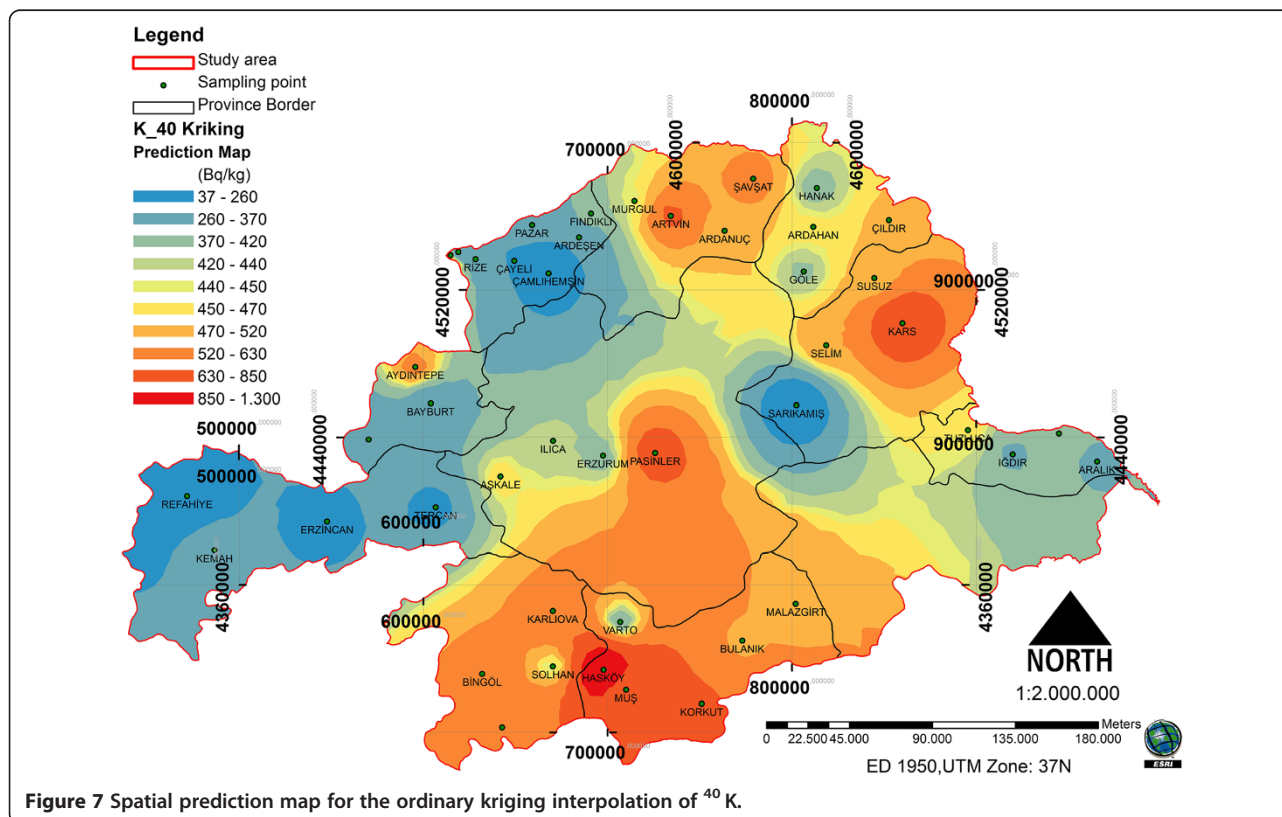 Legend
Study area
Sampling point
Province Border
K_40 Kriking
Prediction Map
(Bq/kg)
37 - 260
260 - 370
370 - 420
420 - 440
440 - 450
450 - 470
470 - 520
520 - 630
630 - 850
850 - 1.300
800000
700000
4600000
4600000
ŞAVŞAT
HANAK
MURGUL
ARTVİN
FINDIKLI
PAZAR
ARDANUÇ
ARDAHAN
ÇILDIR
ARDEŞEN
RİZE
ÇAYELİ
ÇAMLIHEMŞİN
GÖLE
SUSUZ
9000000
4520000
4520000
KARS
SELİM
AYDINTEPE
BAYBURT
SARIKAMIŞ
500000
4440000
ILICA
ERZURUM
PASİNLER
TUZLUCA
900000
4440000
IĞDIR
ARALIK
500000
AŞKALE
REFAHİYE
TERCAN
600000
ERZİNCAN
KEMAH
4360000
600000
4360000
KARLIOVA
VARTO
MALAZGİRT
BULANIK
SOLHAN
HASKÖY
BİNGÖL
MUŞ
KORKUT
800000
700000
NORTH
1:2.000.000
Meters
0 22.500 45.000 90.000 135.000 180.000
ED 1950,UTM Zone: 37N
ESRI
Figure 7 Spatial prediction map for the ordinary kriging interpolation of ⁴⁰ K.